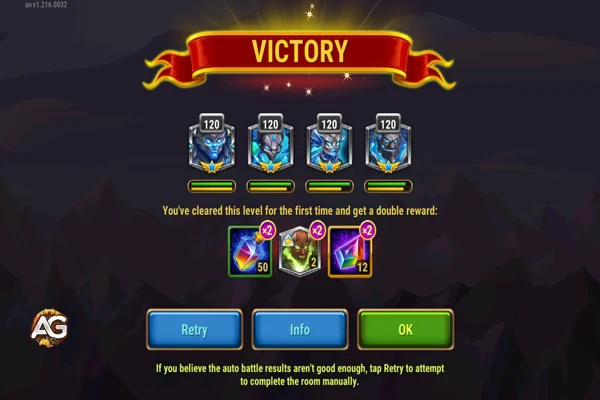 an v1.216.0032
VICTORY
120 120 120 120
You've cleared this level for the first time and get a double reward:
×2 ×2 ×2
50 2 12
AG
Retry Info OK
If you believe the auto battle results aren't good enough, tap Retry to attempt
to complete the room manually.